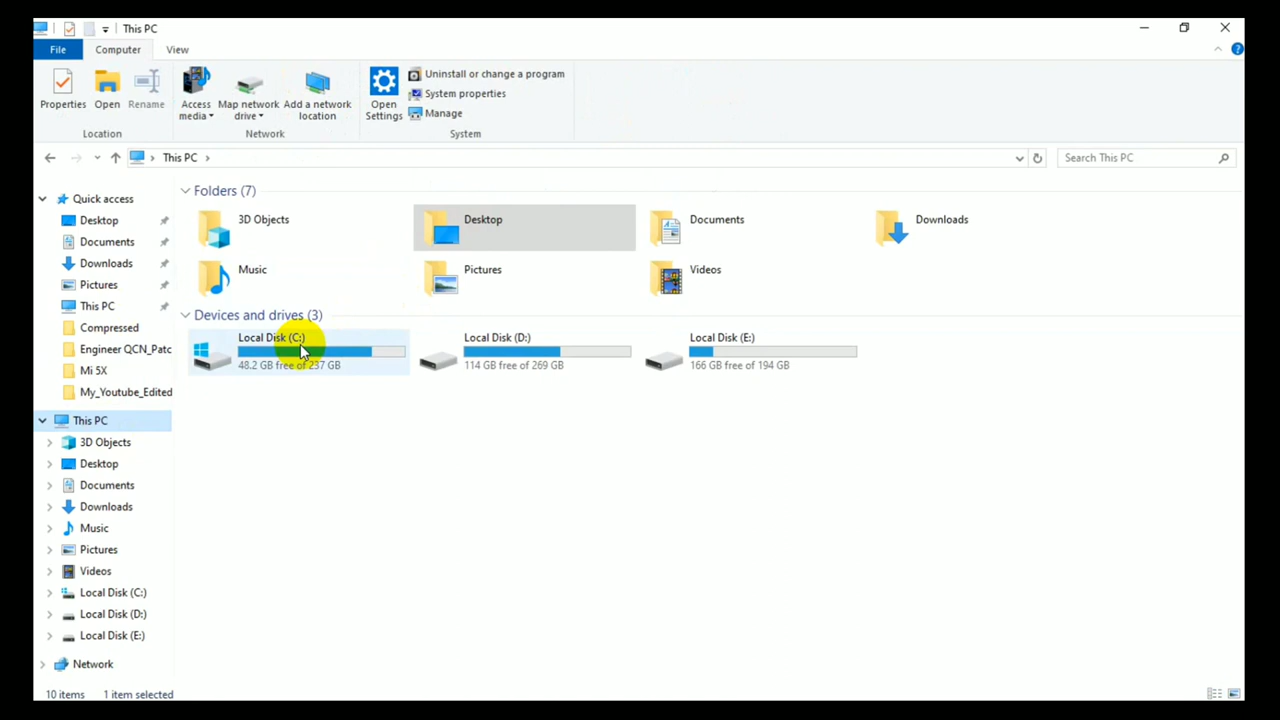 This PC
File Computer View
Properties Open Rename Access media Map network drive Add a network location Open Settings Uninstall or change a program
System properties
Manage
Location Network System
This PC
Search This PC
Quick access
Desktop
Documents
Downloads
Pictures
This PC
Compressed
Engineer QCN_Patc
Mi 5X
My_Youtube_Edited
This PC
3D Objects
Desktop
Documents
Downloads
Music
Pictures
Videos
Local Disk (C:)
Local Disk (D:)
Local Disk (E:)
Network
Folders (7)
3D Objects Desktop Documents Downloads
Music Pictures Videos
Devices and drives (3)
Local Disk (C:) Local Disk (D:) Local Disk (E:)
48.2 GB free of 237 GB 114 GB free of 269 GB 166 GB free of 194 GB
10 items 1 item selected